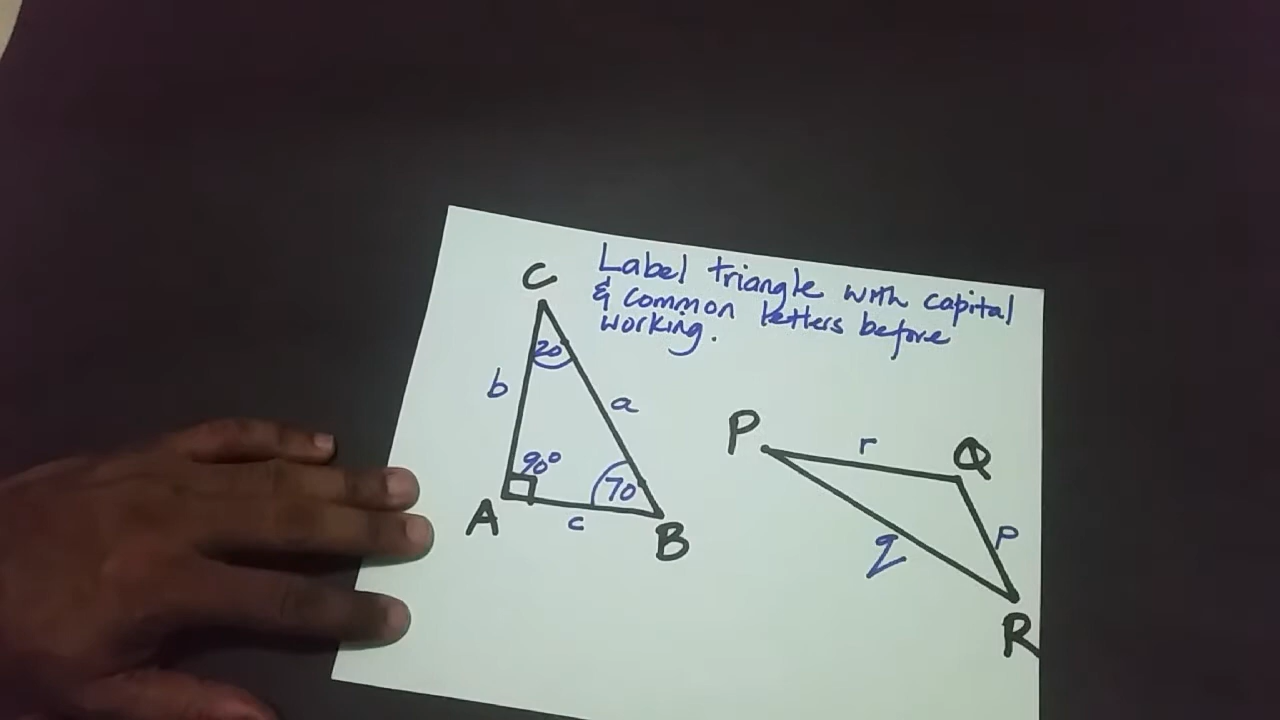 Label triangle with capital
& common letters before
working.
C
20
b
a
90°
70
A
c
B
P
r
Q
q
p
R